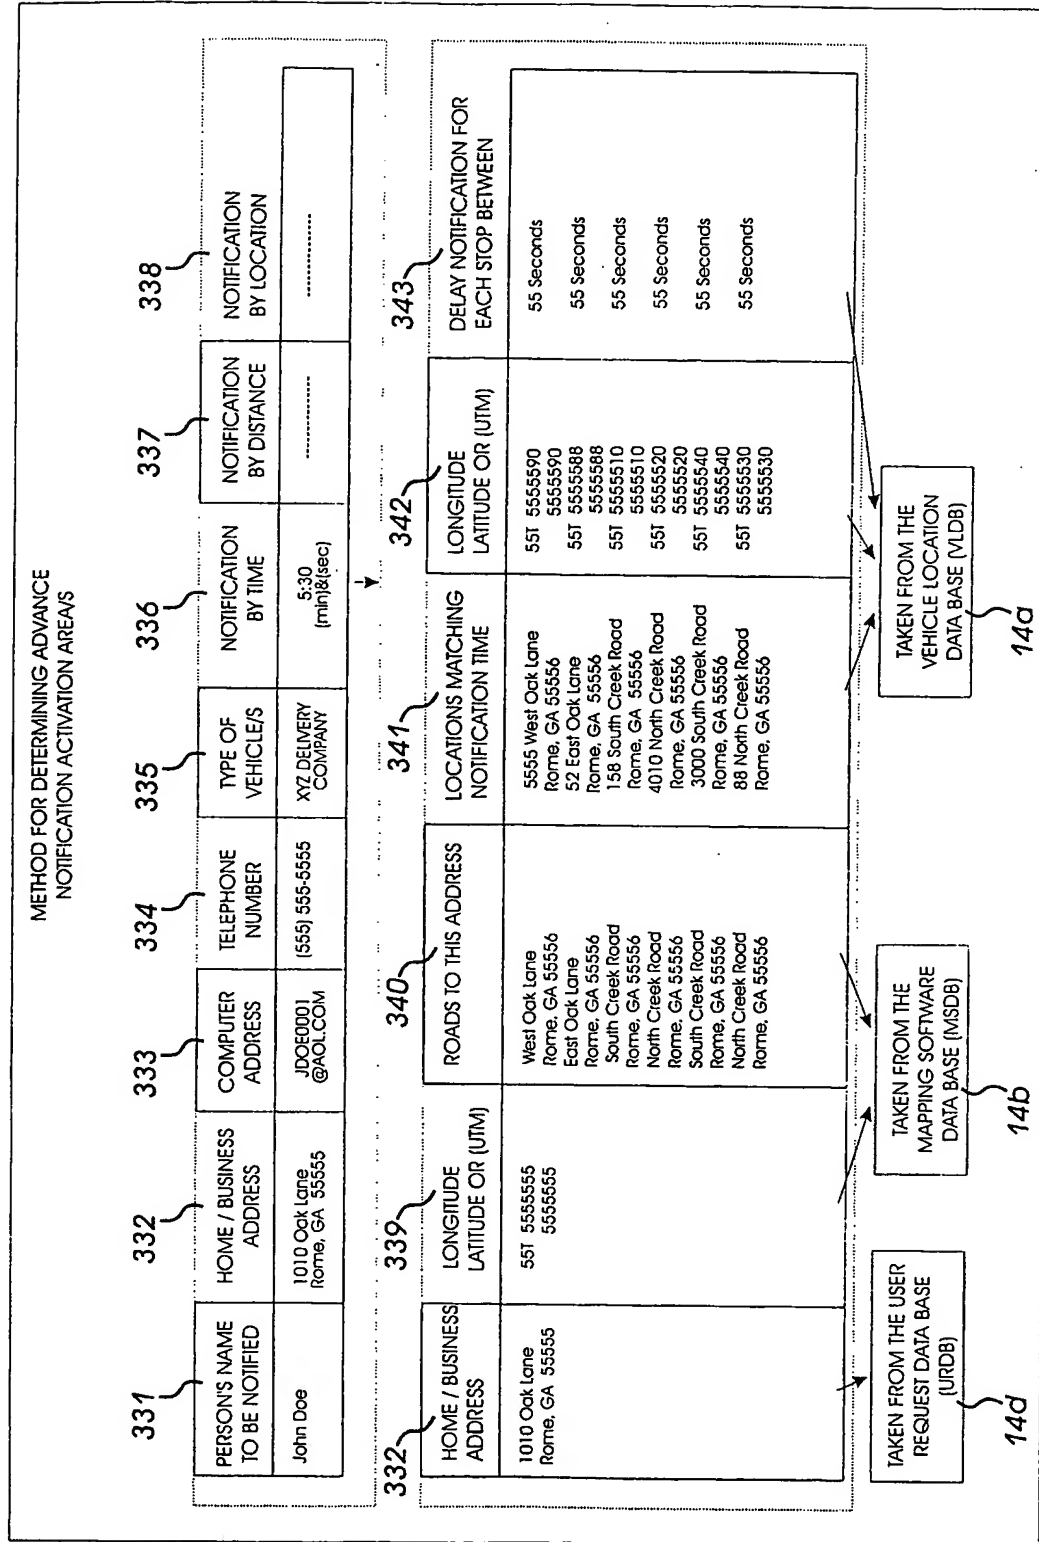 METHOD FOR DETERMINING ADVANCE
NOTIFICATION ACTIVATION AREA/S
331
332
333
334
335
336
337
338
PERSON'S NAME
TO BE NOTIFIED
HOME / BUSINESS
ADDRESS
COMPUTER
ADDRESS
TELEPHONE
NUMBER
TYPE OF
VEHICLE/S
NOTIFICATION
BY TIME
NOTIFICATION
BY DISTANCE
NOTIFICATION
BY LOCATION
John Doe
1010 Oak Lane
Rome, GA 55555
JDOE0001
@AOL.COM
(555) 555-5555
XYZ DELIVERY
COMPANY
5:30
(min)&(sec)
---------------
---------------
332
339
340
341
342
343
HOME / BUSINESS
ADDRESS
LONGITUDE
LATITUDE OR (UTM)
ROADS TO THIS ADDRESS
LOCATIONS MATCHING
NOTIFICATION TIME
LONGITUDE
LATITUDE OR (UTM)
DELAY NOTIFICATION FOR
EACH STOP BETWEEN
1010 Oak Lane
Rome, GA 55555
55T 5555555
5555555
West Oak Lane
Rome, GA 55556
East Oak Lane
Rome, GA 55556
South Creek Road
Rome, GA 55556
North Creek Road
Rome, GA 55556
South Creek Road
Rome, GA 55556
North Creek Road
Rome, GA 55556
5555 West Oak Lane
Rome, GA 55556
52 East Oak Lane
Rome, GA 55556
158 South Creek Road
Rome, GA 55556
4010 North Creek Road
Rome, GA 55556
3000 South Creek Road
Rome, GA 55556
88 North Creek Road
Rome, GA 55556
55T 5555590
5555590
55T 5555588
5555588
55T 5555510
5555510
55T 5555520
5555520
55T 5555540
5555540
55T 5555530
5555530
55 Seconds
55 Seconds
55 Seconds
55 Seconds
55 Seconds
55 Seconds
TAKEN FROM THE USER
REQUEST DATA BASE
(URDB)
14d
TAKEN FROM THE
MAPPING SOFTWARE
DATA BASE (MSDB)
14b
TAKEN FROM THE
VEHICLE LOCATION
DATA BASE (VLDB)
14a